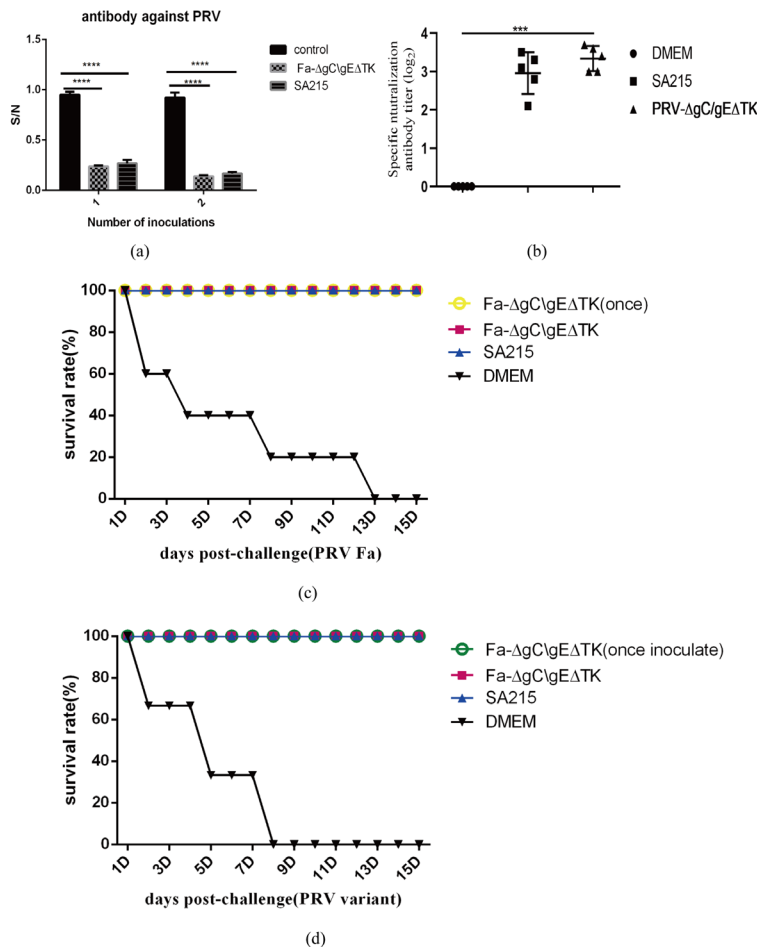 antibody against PRV
S/N
1.5
1.0
0.5
0.0
****
****
****
****
1
2
Number of inoculations
control
Fa-ΔgC\gEΔTK
SA215
(a)
Specific ntutralization
antibody titer (log2)
4
3
2
1
0
***
DMEM
SA215
PRV-ΔgC/gEΔTK
(b)
survival rate(%)
100
80
60
40
20
0
1D
3D
5D
7D
9D
11D
13D
15D
days post-challenge(PRV Fa)
Fa-ΔgC\gEΔTK(once)
Fa-ΔgC\gEΔTK
SA215
DMEM
(c)
survival rate(%)
100
80
60
40
20
0
1D
3D
5D
7D
9D
11D
13D
15D
days post-challenge(PRV variant)
Fa-ΔgC\gEΔTK(once inoculate)
Fa-ΔgC\gEΔTK
SA215
DMEM
(d)